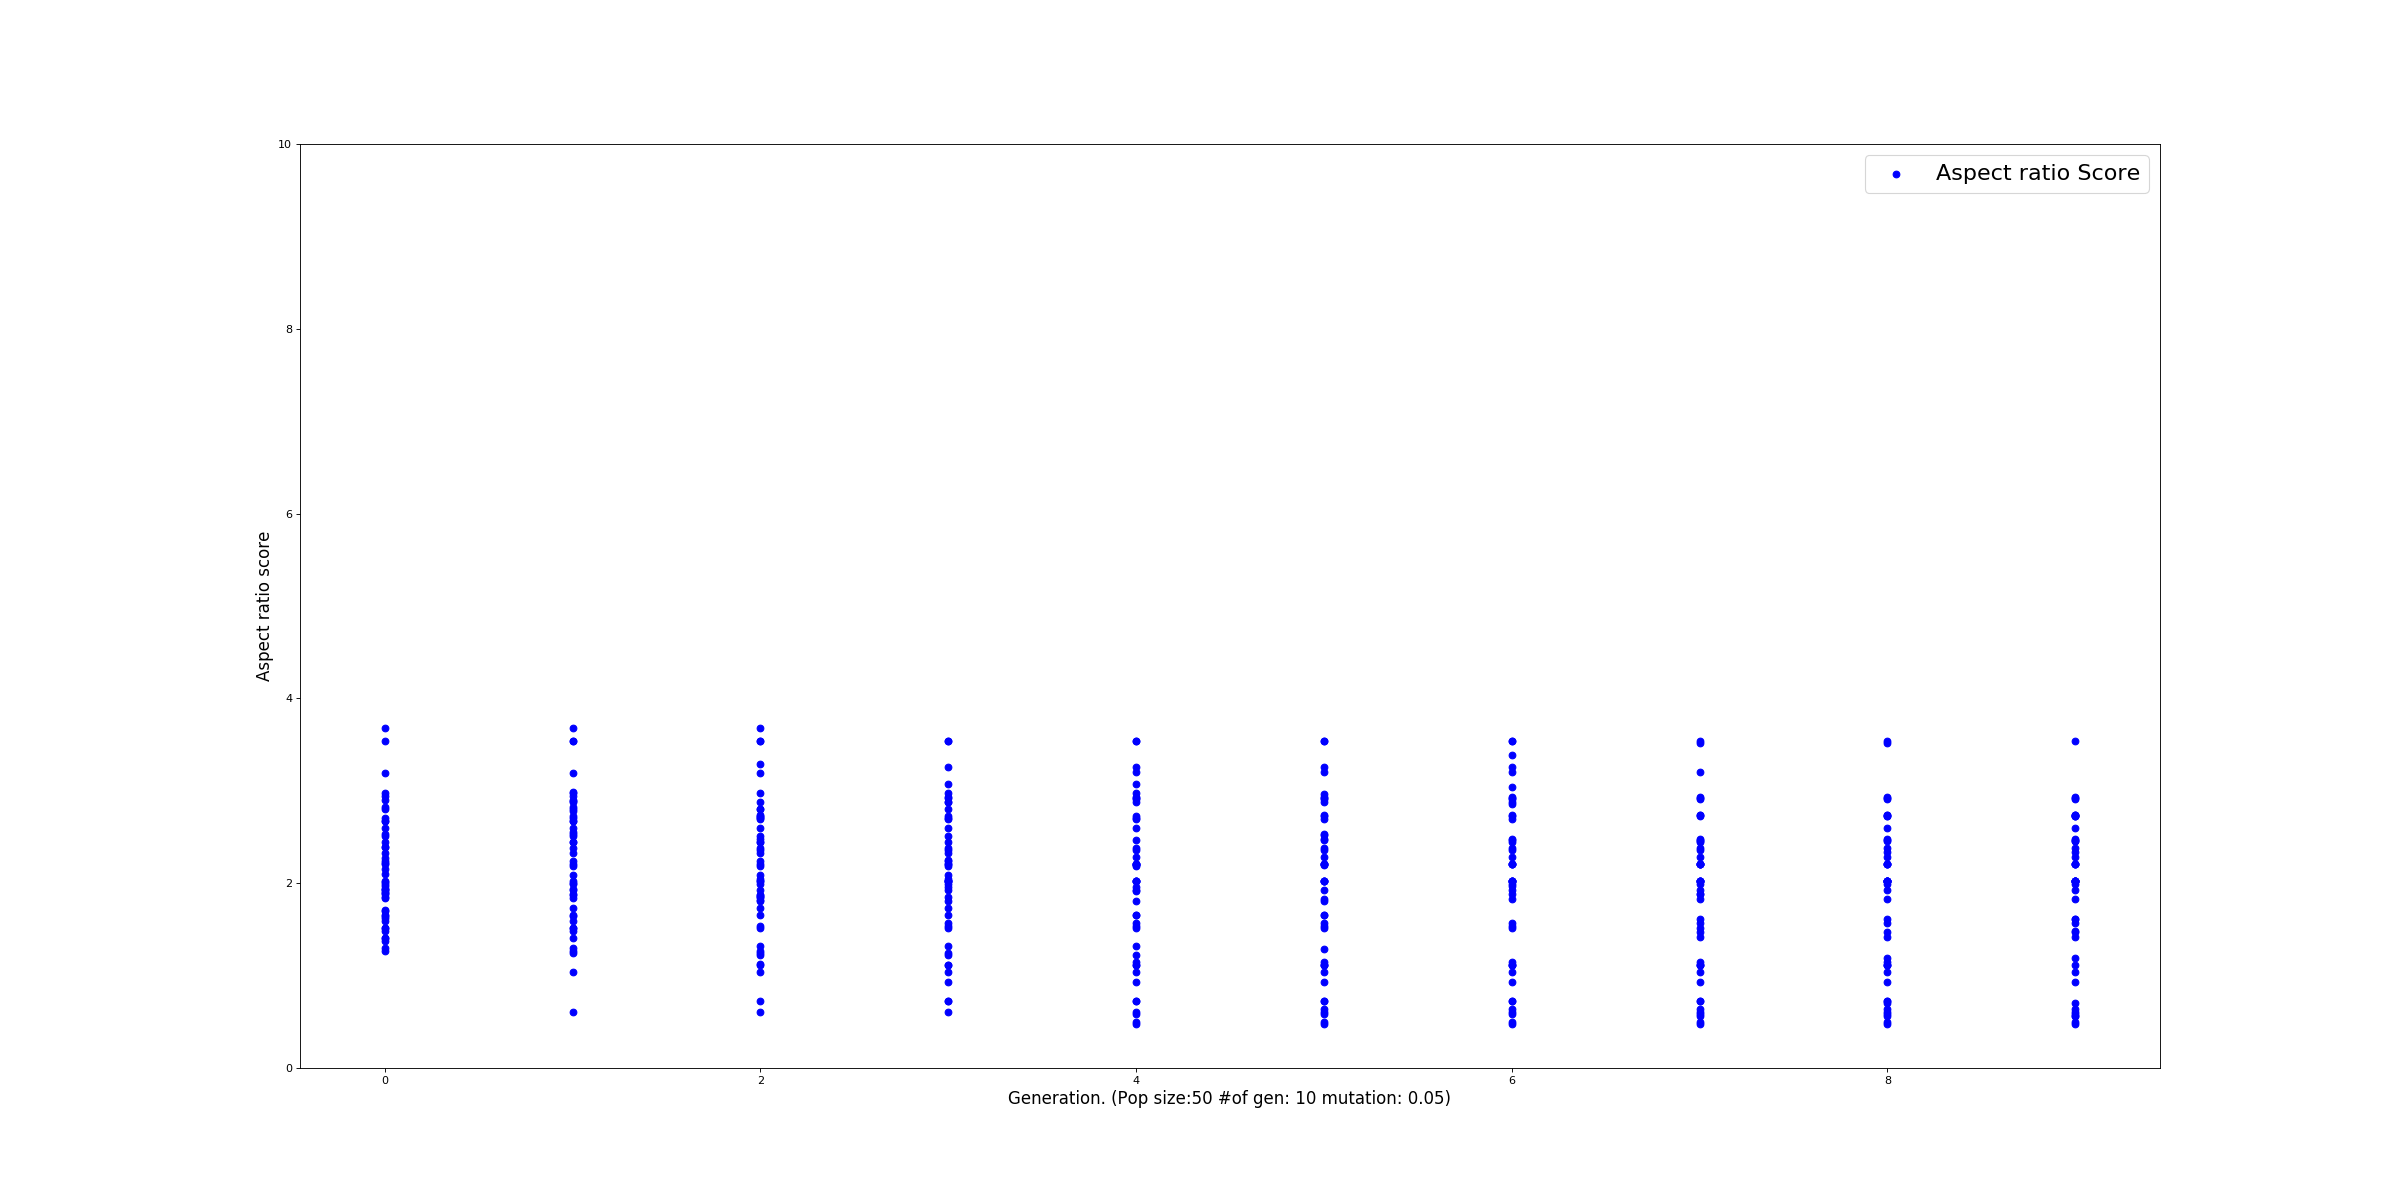 10
Aspect ratio Score
8
6
Aspect ratio score
4
2
0
0 2 4 6 8
Generation. (Pop size:50 #of gen: 10 mutation: 0.05)